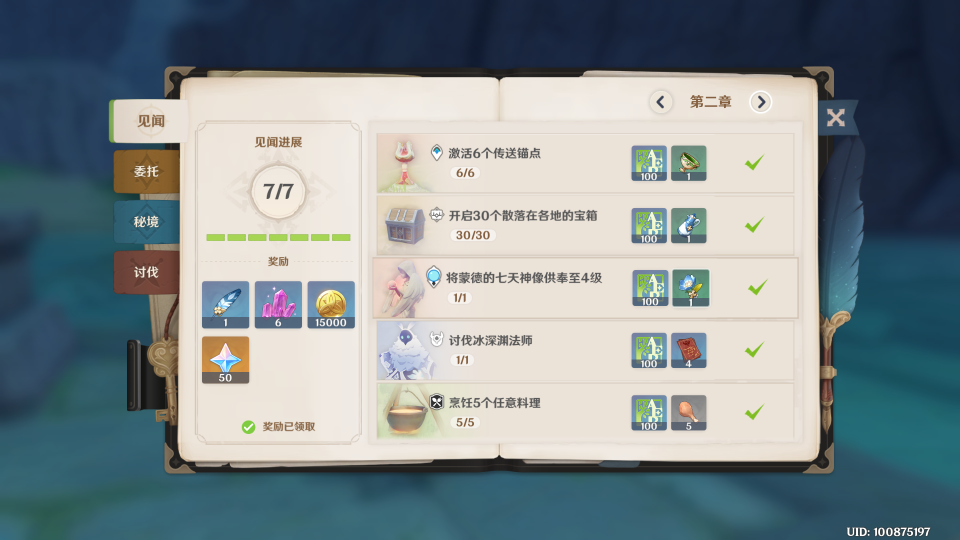 第二章
见闻
委托
秘境
讨伐
见闻进展
7/7
奖励
1
6
15000
50
奖励已领取
激活6个传送锚点
6/6
100
1
开启30个散落在各地的宝箱
30/30
100
1
将蒙德的七天神像供奉至4级
1/1
100
1
讨伐冰深渊法师
1/1
100
4
烹饪5个任意料理
5/5
100
5
UID: 100875197